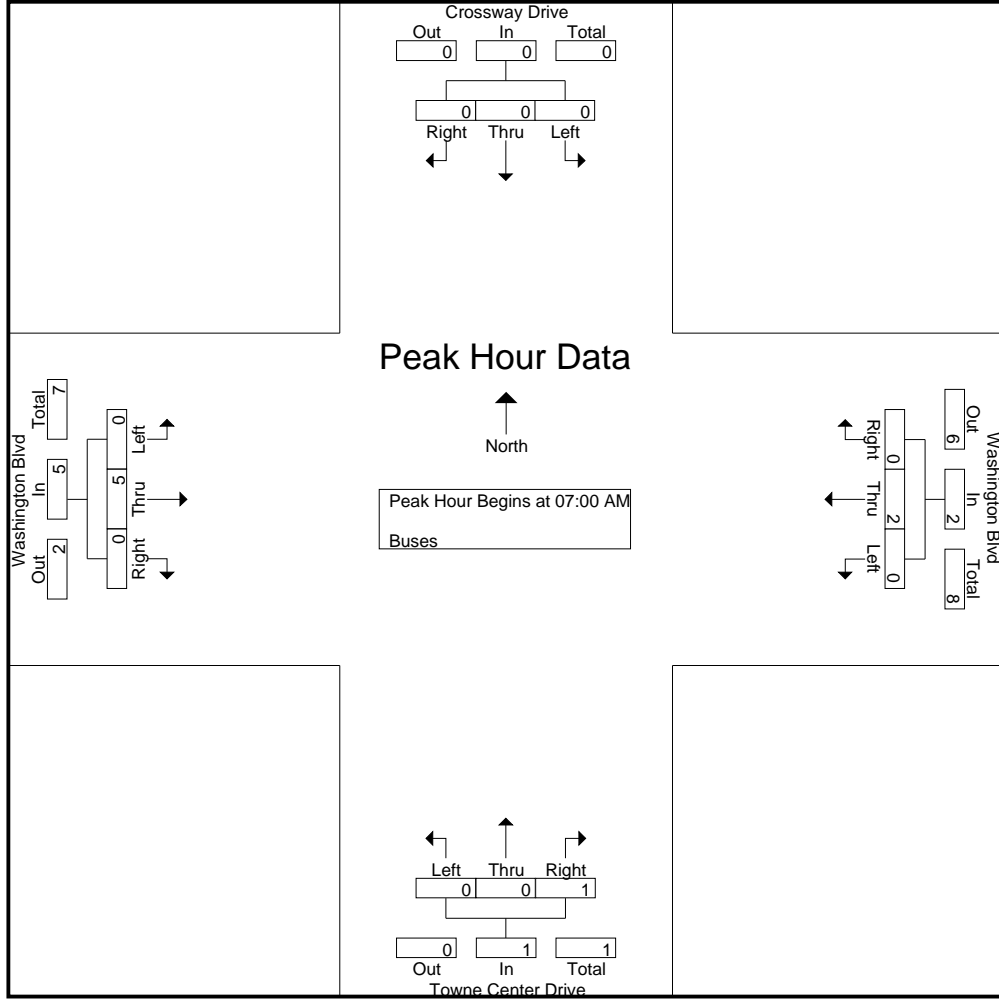 Crossway Drive
Out In Total
0 0 0
0 0 0
Right Thru Left
Peak Hour Data
North
Peak Hour Begins at 07:00 AM
Buses
Washington Blvd
Total In Out
7 5 2
0 5 0
Left Thru Right
Washington Blvd
Out In Total
6 2 8
0 2 0
Right Thru Left
Left Thru Right
0 0 1
0 1 1
Out In Total
Towne Center Drive